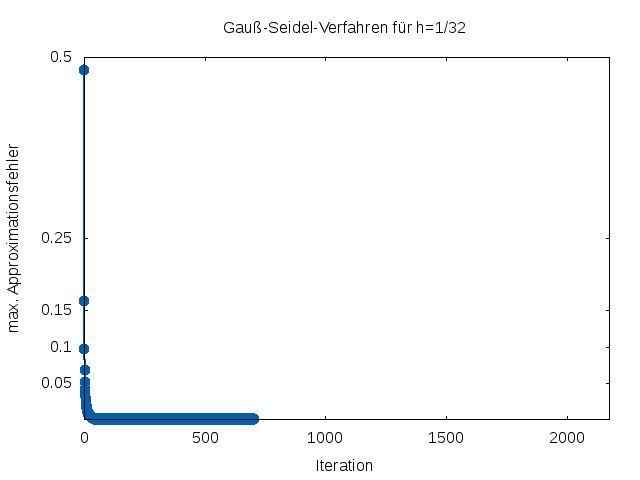 Gauß-Seidel-Verfahren für h=1/32
0.5
0.25
0.15
0.1
0.05
max. Approximationsfehler
0 500 1000 1500 2000
Iteration